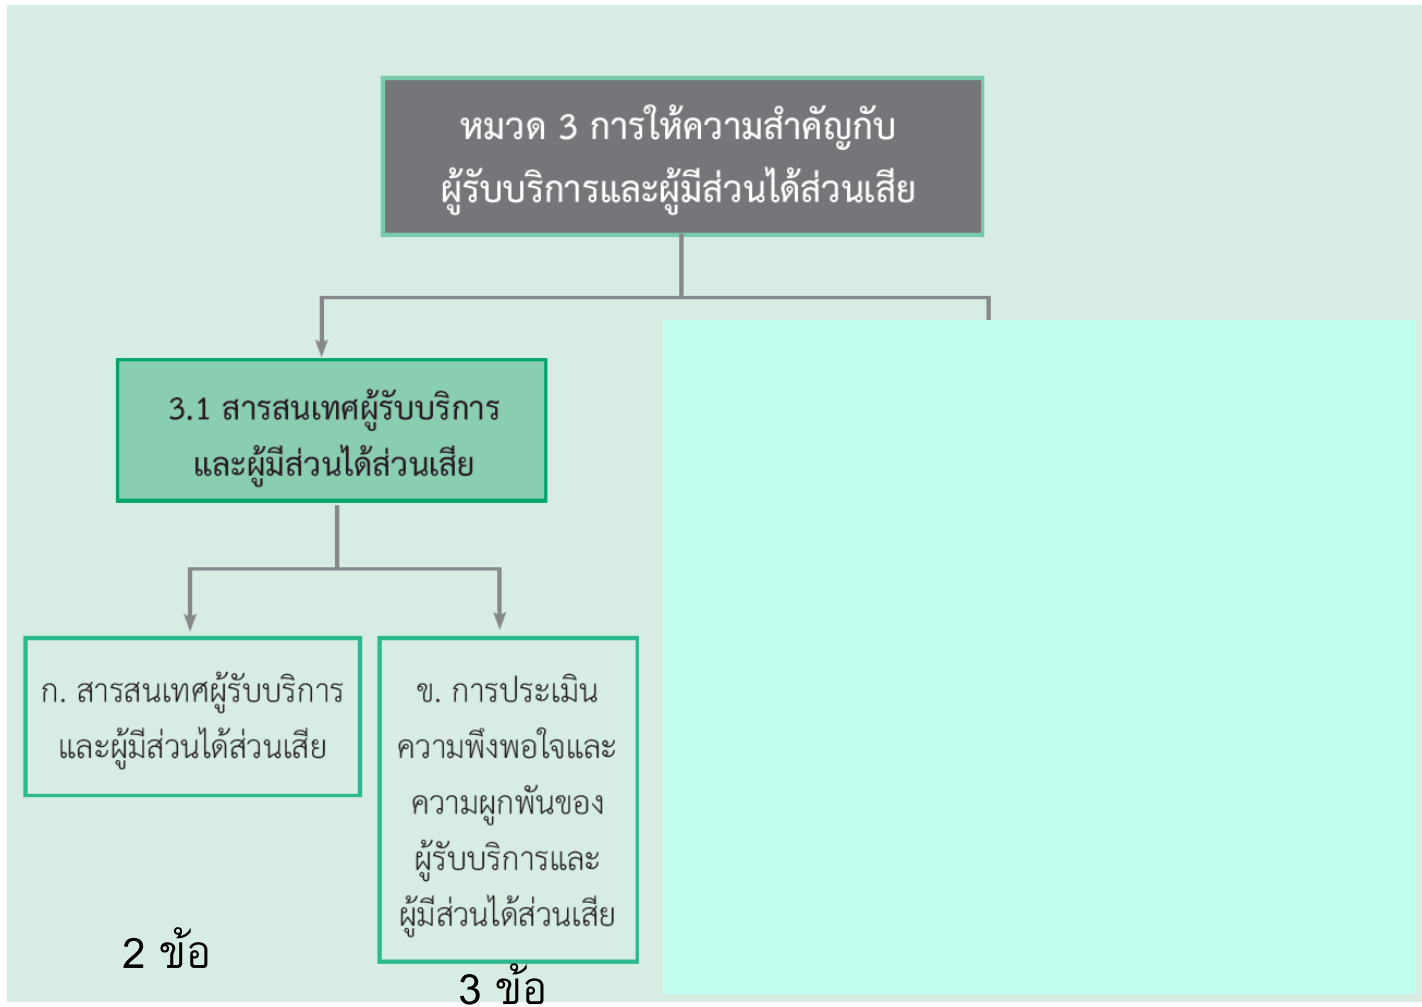 หมวด 3 การให้ความสำคัญกับ
ผู้รับบริการและผู้มีส่วนได้ส่วนเสีย
3.1 สารสนเทศผู้รับบริการ
และผู้มีส่วนได้ส่วนเสีย
ก. สารสนเทศผู้รับบริการ
และผู้มีส่วนได้ส่วนเสีย
2 ข้อ
ข. การประเมิน
ความพึงพอใจและ
ความผูกพันของ
ผู้รับบริการและ
ผู้มีส่วนได้ส่วนเสีย
3 ข้อ